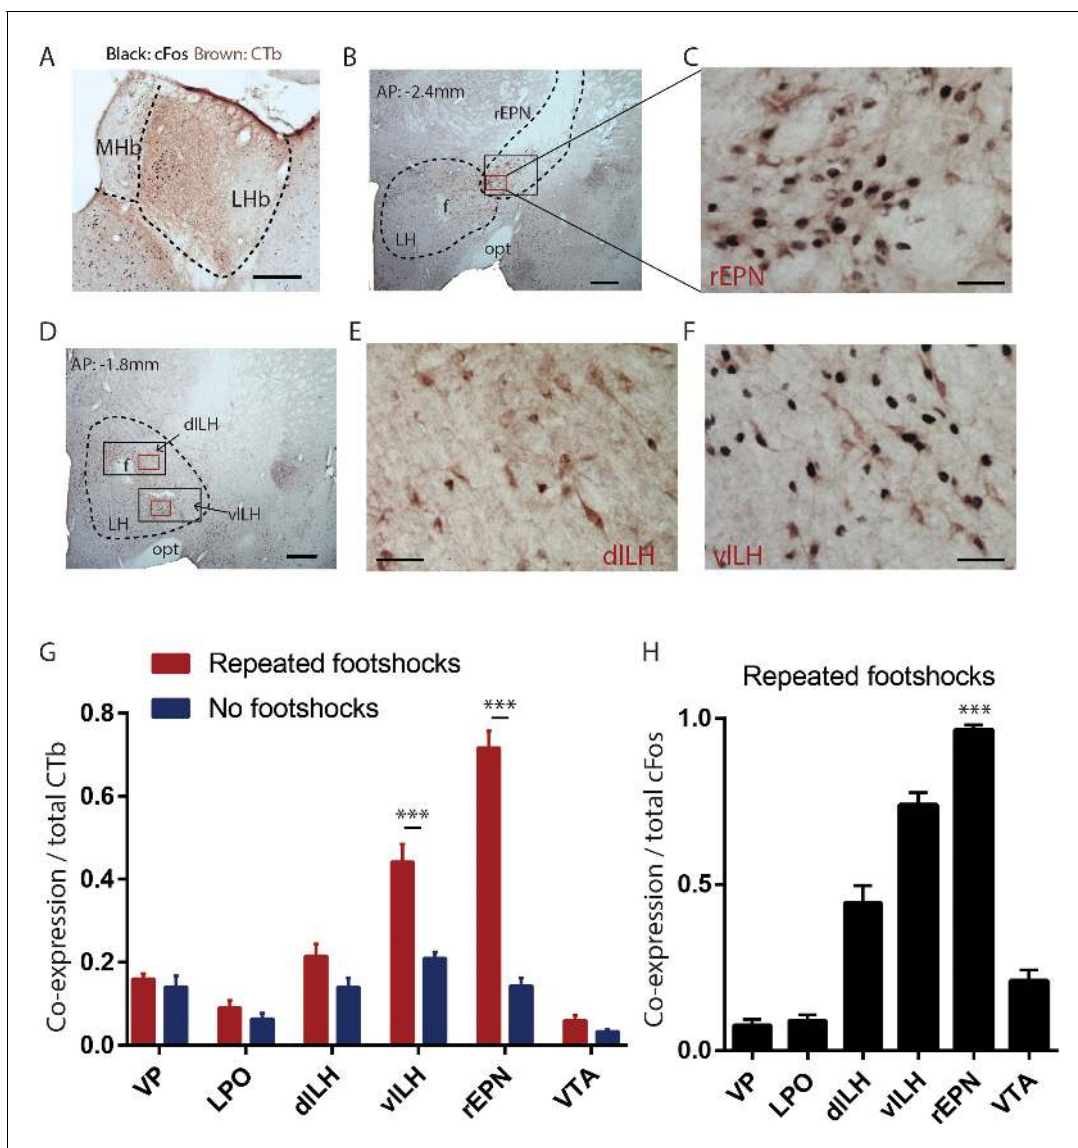 A
Black: cFos Brown: CTb
MHb
LHb
B
AP: -2.4mm
rEPN
f
LH
opt
C
rEPN
D
AP: -1.8mm
dlLH
f
LH
vlLH
opt
E
dlLH
F
vlLH
G
Repeated footshocks
No footshocks
Co-expression / total CTb
0.8
0.6
0.4
0.2
0.0
***
***
VP
LPO
dlLH
vlLH
rEPN
VTA
H
Repeated footshocks
Co-expression / total cFos
1.0
0.5
0.0
***
VP
LPO
dlLH
vlLH
rEPN
VTA